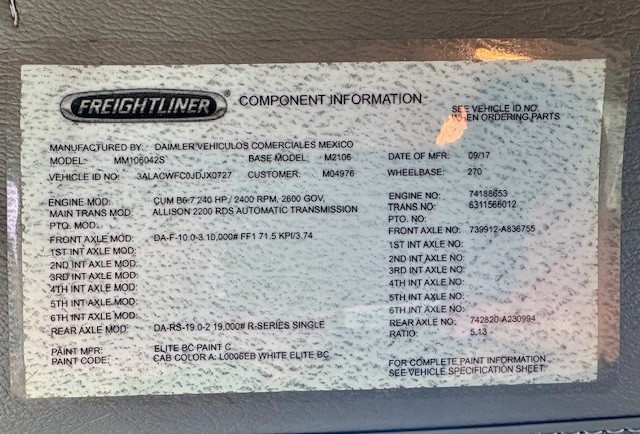 FREIGHTLINER
COMPONENT INFORMATION
SEE VEHICLE ID NO.
WHEN ORDERING PARTS
MANUFACTURED BY: DAIMLER VEHICULOS COMERCIALES MEXICO
MODEL: MM106042S BASE MODEL: M2106 DATE OF MFR: 09/17
VEHICLE ID NO: 3ALACWFC0JDJX0727 CUSTOMER: M04976 WHEELBASE: 270
ENGINE MOD: CUM B6.7 240 HP / 2400 RPM, 2600 GOV, ENGINE NO: 74188653
MAIN TRANS MOD: ALLISON 2200 RDS AUTOMATIC TRANSMISSION TRANS NO: 6311566012
PTO. MOD: PTO. NO:
FRONT AXLE MOD: DA-F-10.0-3 10,000# FF1 71.5 KPI/3.74 FRONT AXLE NO: 739912-A836755
1ST INT AXLE MOD: 1ST INT AXLE NO:
2ND INT AXLE MOD: 2ND INT AXLE NO:
3RD INT AXLE MOD: 3RD INT AXLE NO:
4TH INT AXLE MOD: 4TH INT AXLE NO:
5TH INT AXLE MOD: 5TH INT AXLE NO:
6TH INT AXLE MOD: 6TH INT AXLE NO:
REAR AXLE MOD: DA-RS-19.0-2 19,000# R-SERIES SINGLE REAR AXLE NO: 742820-A230994
RATIO: 5.13
PAINT MFR: ELITE BC PAINT C
PAINT CODE: CAB COLOR A: L0006EB WHITE ELITE BC
FOR COMPLETE PAINT INFORMATION
SEE VEHICLE SPECIFICATION SHEET